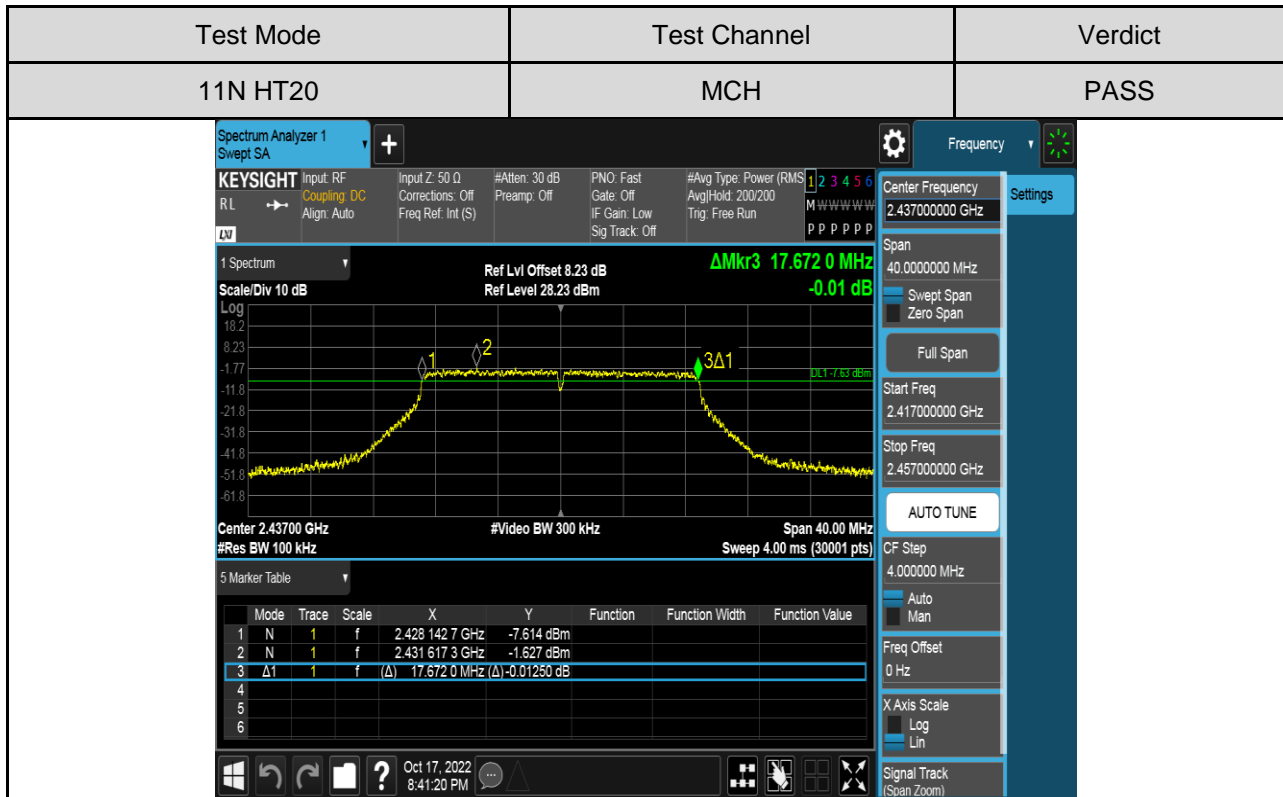 Test Mode Test Channel Verdict
11N HT20 MCH PASS
Spectrum Analyzer 1
Swept SA
+
Frequency
KEYSIGHT Input: RF Input Z: 50 Ω #Atten: 30 dB PNO: Fast #Avg Type: Power (RMS 1 2 3 4 5 6
RL Coupling: DC Corrections: Off Preamp: Off Gate: Off Avg|Hold: 200/200 M W W W W W
Align: Auto Freq Ref: Int (S) IF Gain: Low Trig: Free Run
LXI Sig Track: Off P P P P P P
1 Spectrum Ref Lvl Offset 8.23 dB ΔMkr3 17.672 0 MHz
Scale/Div 10 dB Ref Level 28.23 dBm -0.01 dB
Log
18.2
8.23
-1.77
-11.8
-21.8
-31.8
-41.8
-51.8
-61.8
1
2
3Δ1
DL1 -7.63 dBm
Center 2.43700 GHz #Video BW 300 kHz Span 40.00 MHz
#Res BW 100 kHz Sweep 4.00 ms (30001 pts)
5 Marker Table
Mode Trace Scale X Y Function Function Width Function Value
1 N 1 f 2.428 142 7 GHz -7.614 dBm
2 N 1 f 2.431 617 3 GHz -1.627 dBm
3 Δ1 1 f (Δ) 17.672 0 MHz (Δ) -0.01250 dB
4
5
6
?
Oct 17, 2022
8:41:20 PM
Center Frequency
2.437000000 GHz
Settings
Span
40.0000000 MHz
Swept Span
Zero Span
Full Span
Start Freq
2.417000000 GHz
Stop Freq
2.457000000 GHz
AUTO TUNE
CF Step
4.000000 MHz
Auto
Man
Freq Offset
0 Hz
X Axis Scale
Log
Lin
Signal Track
(Span Zoom)